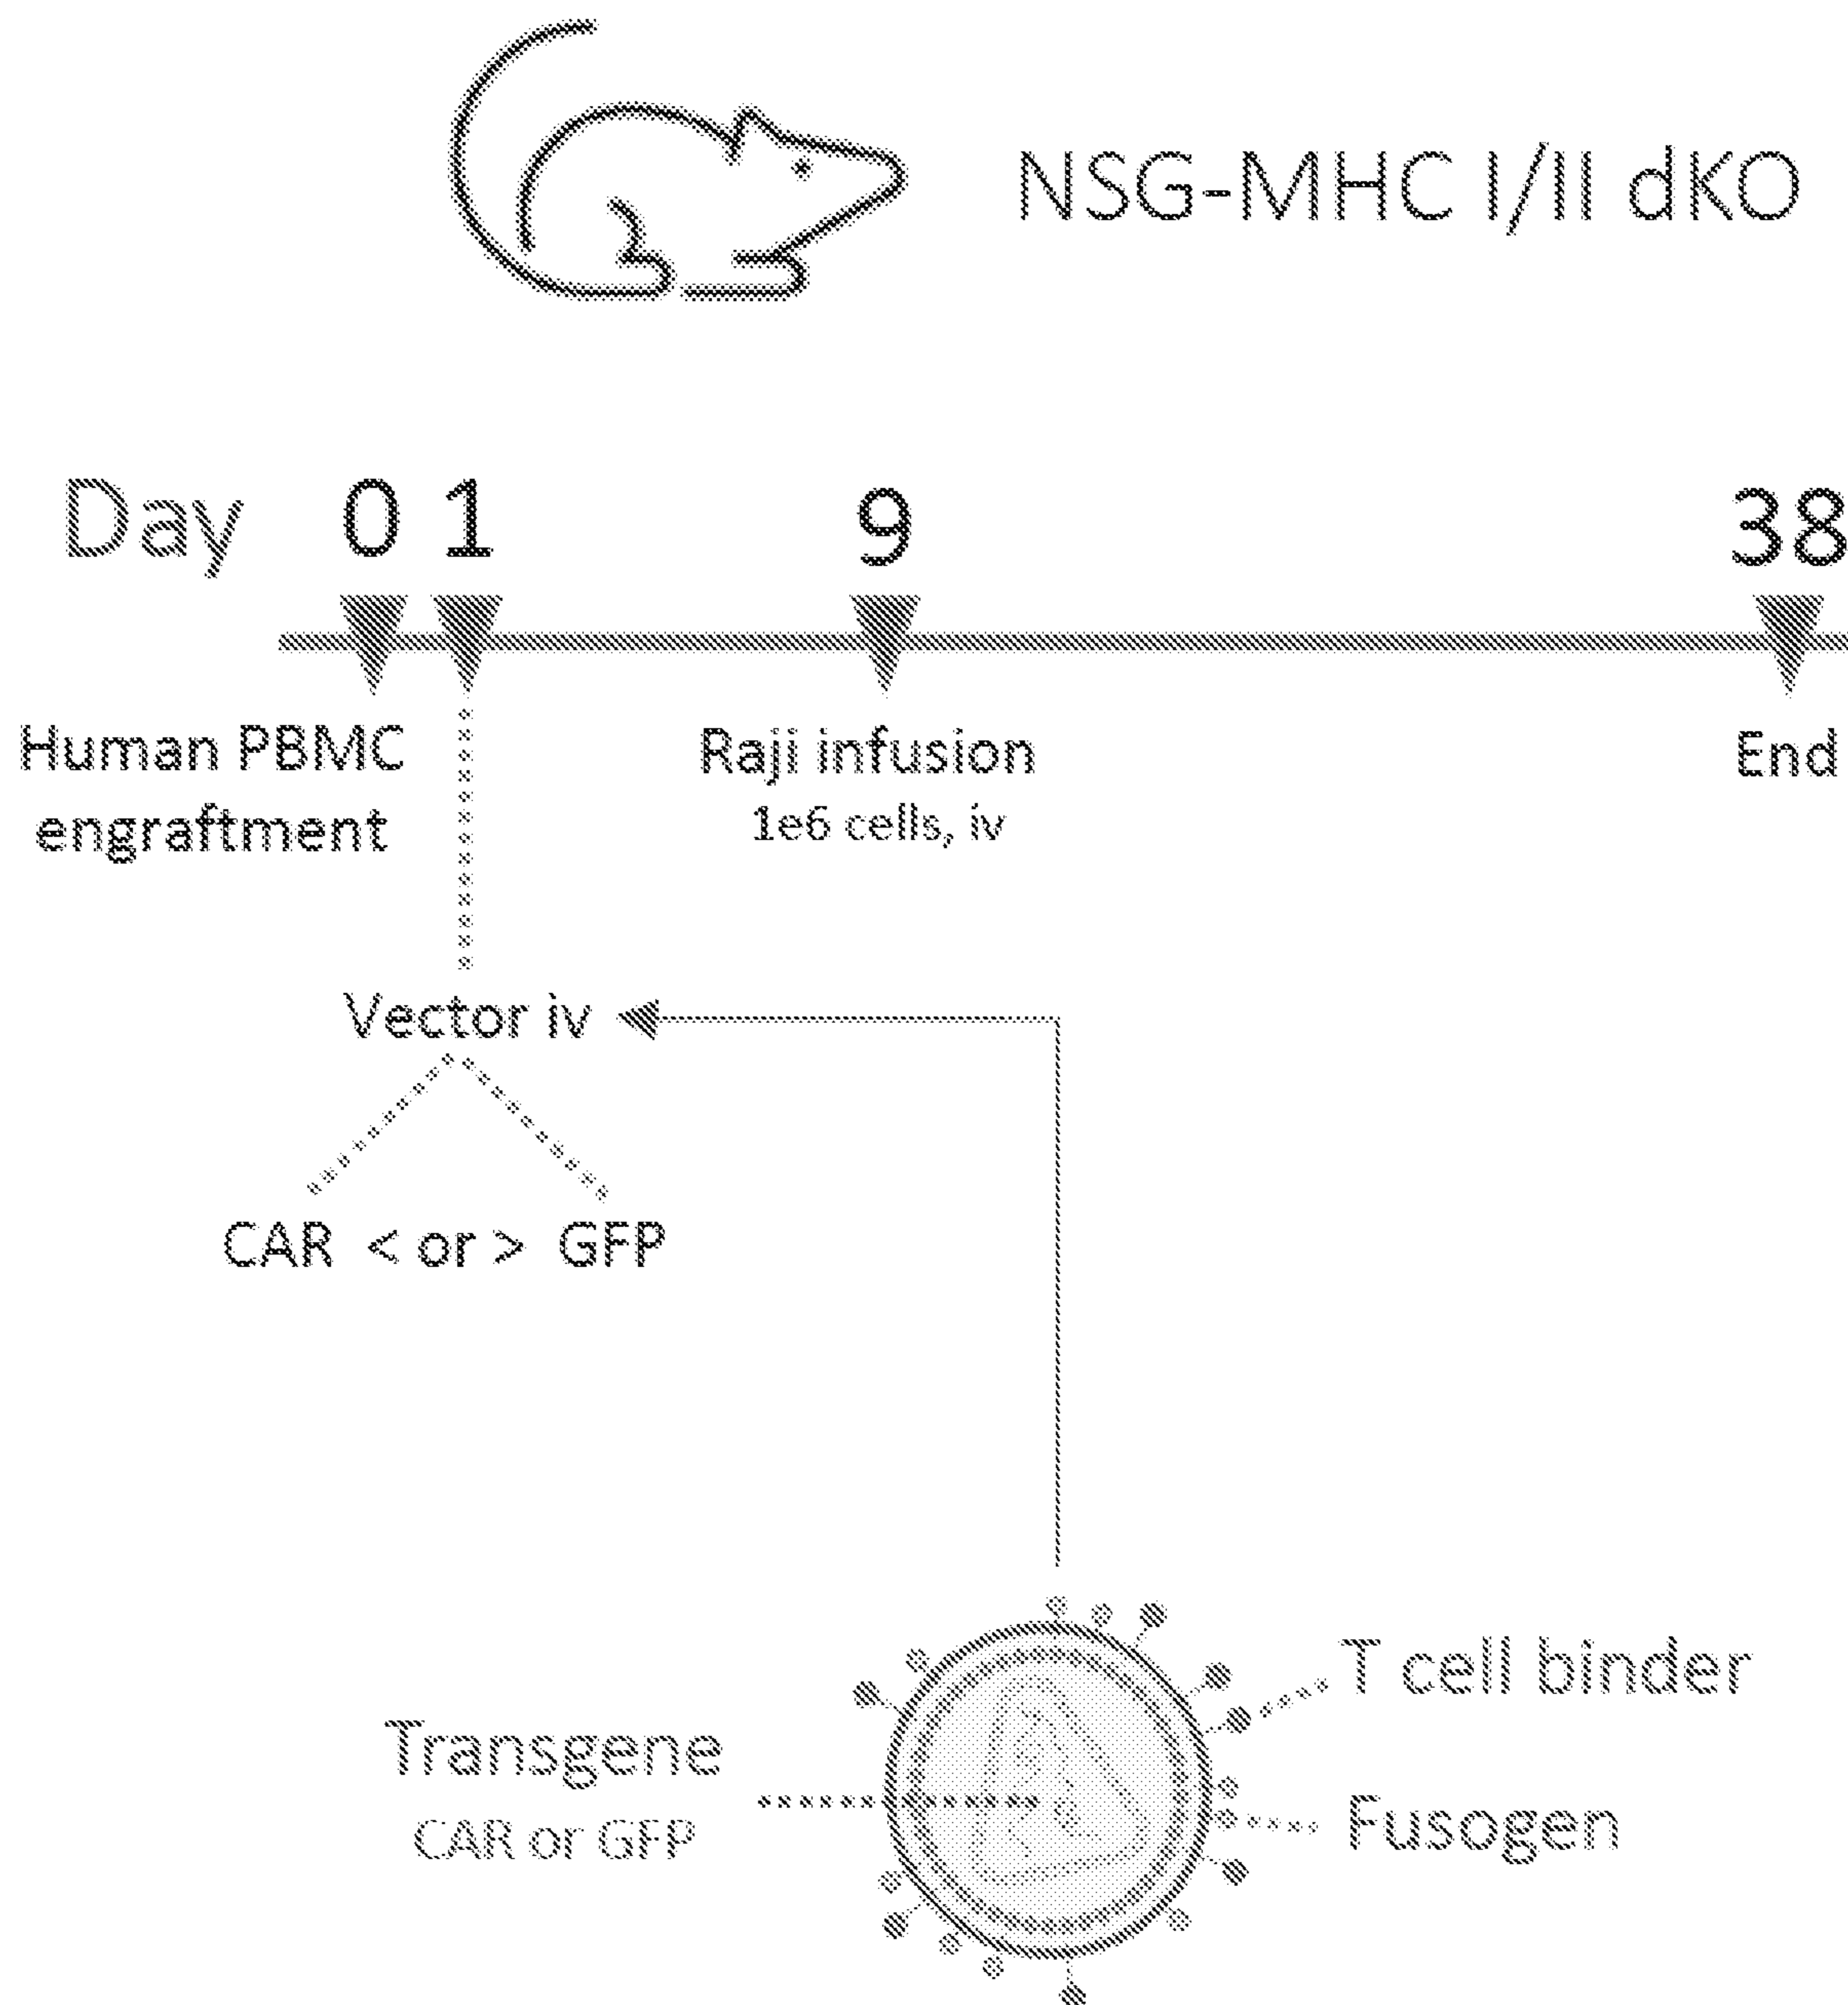 NSG-MHC I/II dKO
Day 0 1 9 38
Human PBMC
engraftment
Raji infusion
1e6 cells, iv
End
Vector iv
CAR < or > GFP
T cell binder
Transgene
CAR or GFP
Fusogen